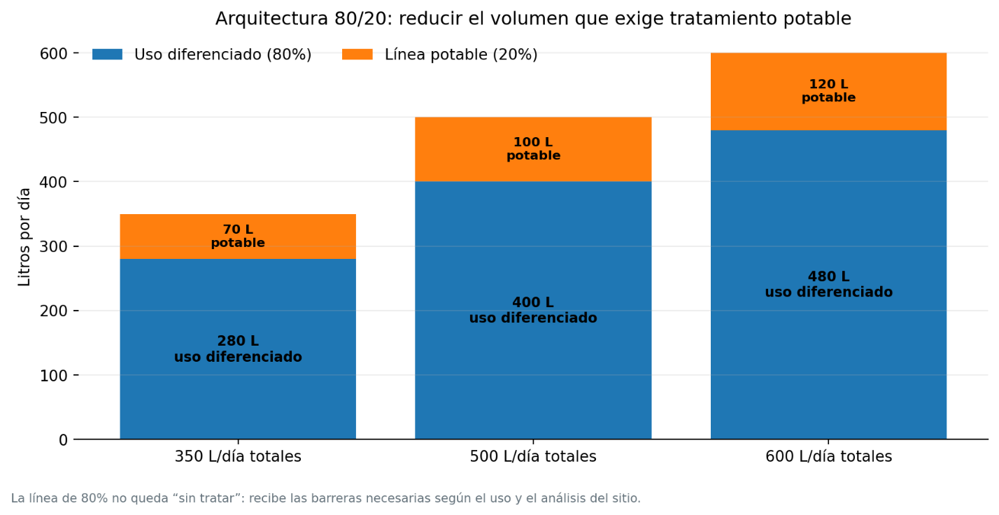 Arquitectura 80/20: reducir el volumen que exige tratamiento potable
Uso diferenciado (80%)
Línea potable (20%)
Litros por día
600
500
400
300
200
100
0
70 L
potable
280 L
uso diferenciado
100 L
potable
400 L
uso diferenciado
120 L
potable
480 L
uso diferenciado
350 L/día totales
500 L/día totales
600 L/día totales
La línea de 80% no queda “sin tratar”: recibe las barreras necesarias según el uso y el análisis del sitio.